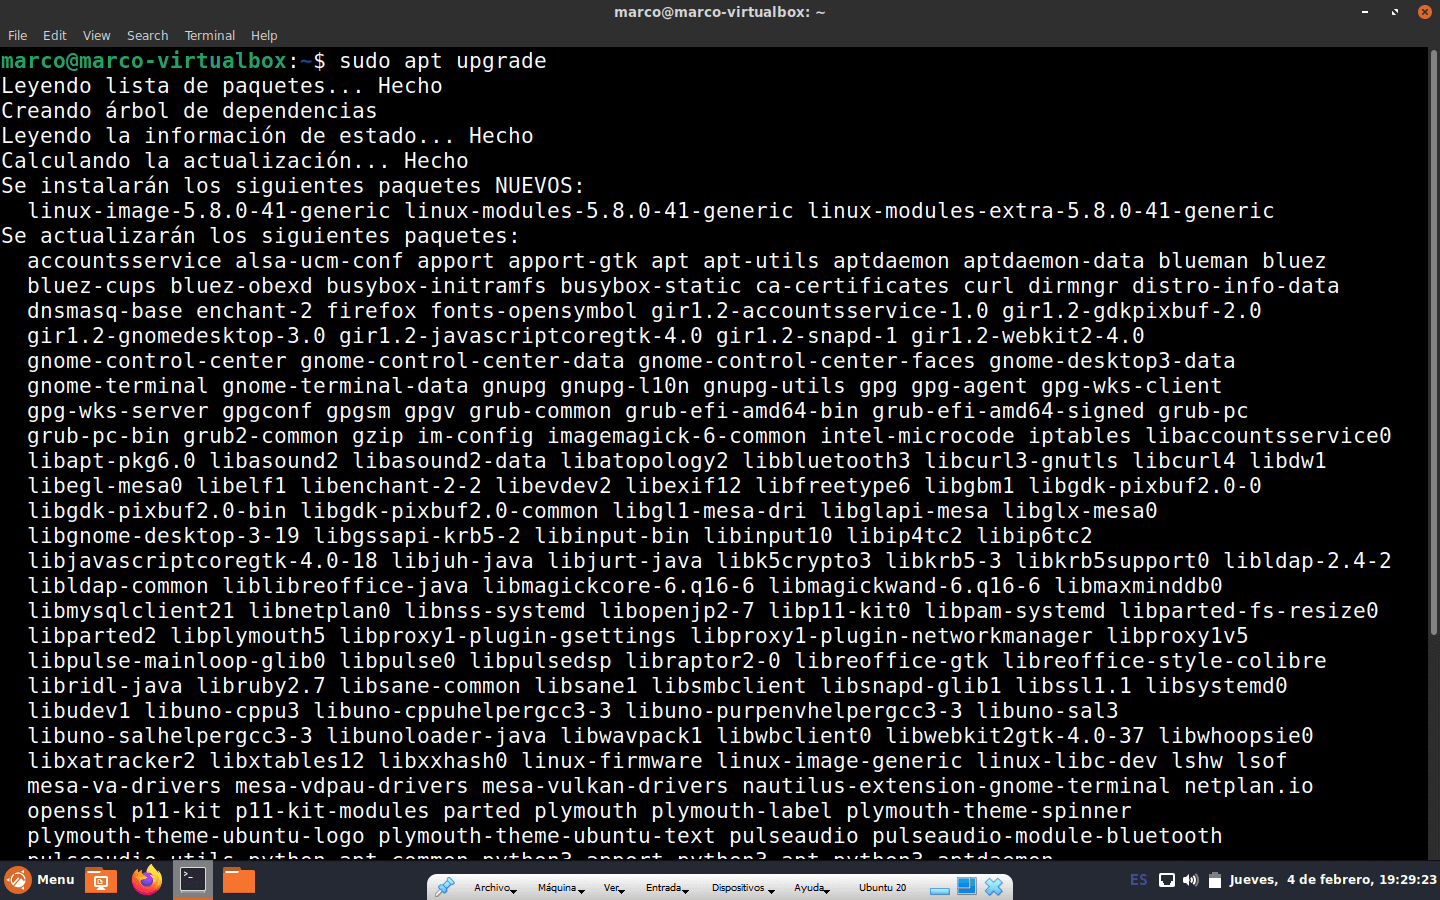 marco@marco-virtualbox: ~
File Edit View Search Terminal Help
marco@marco-virtualbox:~$ sudo apt upgrade
Leyendo lista de paquetes... Hecho
Creando árbol de dependencias
Leyendo la información de estado... Hecho
Calculando la actualización... Hecho
Se instalarán los siguientes paquetes NUEVOS:
linux-image-5.8.0-41-generic linux-modules-5.8.0-41-generic linux-modules-extra-5.8.0-41-generic
Se actualizarán los siguientes paquetes:
accountsservice alsa-ucm-conf apport apport-gtk apt apt-utils aptdaemon aptdaemon-data blueman bluez
bluez-cups bluez-obexd busybox-initramfs busybox-static ca-certificates curl dirmngr distro-info-data
dnsmasq-base enchant-2 firefox fonts-opensymbol gir1.2-accountsservice-1.0 gir1.2-gdkpixbuf-2.0
gir1.2-gnomedesktop-3.0 gir1.2-javascriptcoregtk-4.0 gir1.2-snapd-1 gir1.2-webkit2-4.0
gnome-control-center gnome-control-center-data gnome-control-center-faces gnome-desktop3-data
gnome-terminal gnome-terminal-data gnupg gnupg-l10n gnupg-utils gpg gpg-agent gpg-wks-client
gpg-wks-server gpgconf gpgsm gpgv grub-common grub-efi-amd64-bin grub-efi-amd64-signed grub-pc
grub-pc-bin grub2-common gzip im-config imagemagick-6-common intel-microcode iptables libaccountsservice0
libapt-pkg6.0 libasound2 libasound2-data libatopology2 libbluetooth3 libcurl3-gnutls libcurl4 libdw1
libegl-mesa0 libelf1 libenchant-2-2 libevdev2 libexif12 libfreetype6 libgbm1 libgdk-pixbuf2.0-0
libgdk-pixbuf2.0-bin libgdk-pixbuf2.0-common libgl1-mesa-dri libglapi-mesa libglx-mesa0
libgnome-desktop-3-19 libgssapi-krb5-2 libinput-bin libinput10 libip4tc2 libip6tc2
libjavascriptcoregtk-4.0-18 libjuh-java libjurt-java libk5crypto3 libkrb5-3 libkrb5support0 libldap-2.4-2
libldap-common liblibreoffice-java libmagickcore-6.q16-6 libmagickwand-6.q16-6 libmaxminddb0
libmysqlclient21 libnetplan0 libnss-systemd libopenjp2-7 libp11-kit0 libpam-systemd libparted-fs-resize0
libparted2 libplymouth5 libproxy1-plugin-gsettings libproxy1-plugin-networkmanager libproxy1v5
libpulse-mainloop-glib0 libpulse0 libpulsedsp libraptor2-0 libreoffice-gtk libreoffice-style-colibre
libridl-java libruby2.7 libsane-common libsane1 libsmbclient libsnapd-glib1 libssl1.1 libsystemd0
libudev1 libuno-cppu3 libuno-cppuhelpergcc3-3 libuno-purpenvhelpergcc3-3 libuno-sal3
libuno-salhelpergcc3-3 libunoloader-java libwavpack1 libwbclient0 libwebkit2gtk-4.0-37 libwhoopsie0
libxatracker2 libxtables12 libxxhash0 linux-firmware linux-image-generic linux-libc-dev lshw lsof
mesa-va-drivers mesa-vdpau-drivers mesa-vulkan-drivers nautilus-extension-gnome-terminal netplan.io
openssl p11-kit p11-kit-modules parted plymouth plymouth-label plymouth-theme-spinner
plymouth-theme-ubuntu-logo plymouth-theme-ubuntu-text pulseaudio pulseaudio-module-bluetooth
pulseaudio-utils python-apt-common python3-apport python3-apt python3-aptdaemon
Menu Archivo Máquina Ver Entrada Dispositivos Ayuda Ubuntu 20 ES Jueves, 4 de febrero, 19:29:23